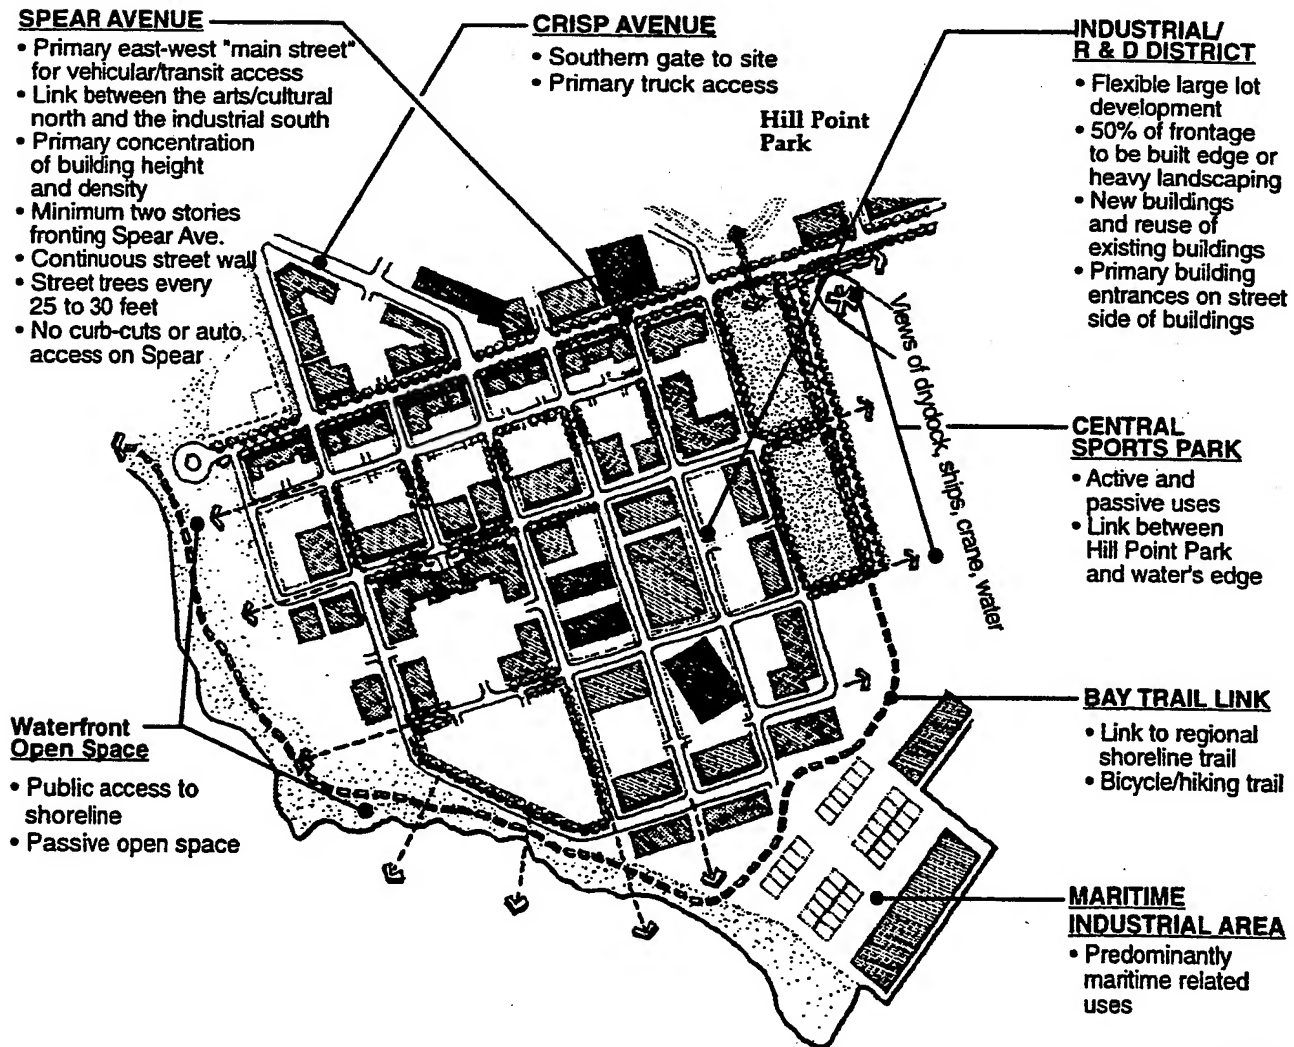 SPEAR AVENUE
• Primary east-west "main street"
for vehicular/transit access
• Link between the arts/cultural
north and the industrial south
• Primary concentration
of building height
and density
• Minimum two stories
fronting Spear Ave.
• Continuous street wall
• Street trees every
25 to 30 feet
• No curb-cuts or auto
access on Spear
CRISP AVENUE
• Southern gate to site
• Primary truck access
Hill Point
Park
INDUSTRIAL/
R & D DISTRICT
• Flexible large lot
development
• 50% of frontage
to be built edge or
heavy landscaping
• New buildings
and reuse of
existing buildings
• Primary building
entrances on street
side of buildings
Views of drydock, ships, crane, water
CENTRAL
SPORTS PARK
• Active and
passive uses
• Link between
Hill Point Park
and water's edge
Waterfront
Open Space
• Public access to
shoreline
• Passive open space
BAY TRAIL LINK
• Link to regional
shoreline trail
• Bicycle/hiking trail
MARITIME
INDUSTRIAL AREA
• Predominantly
maritime related
uses